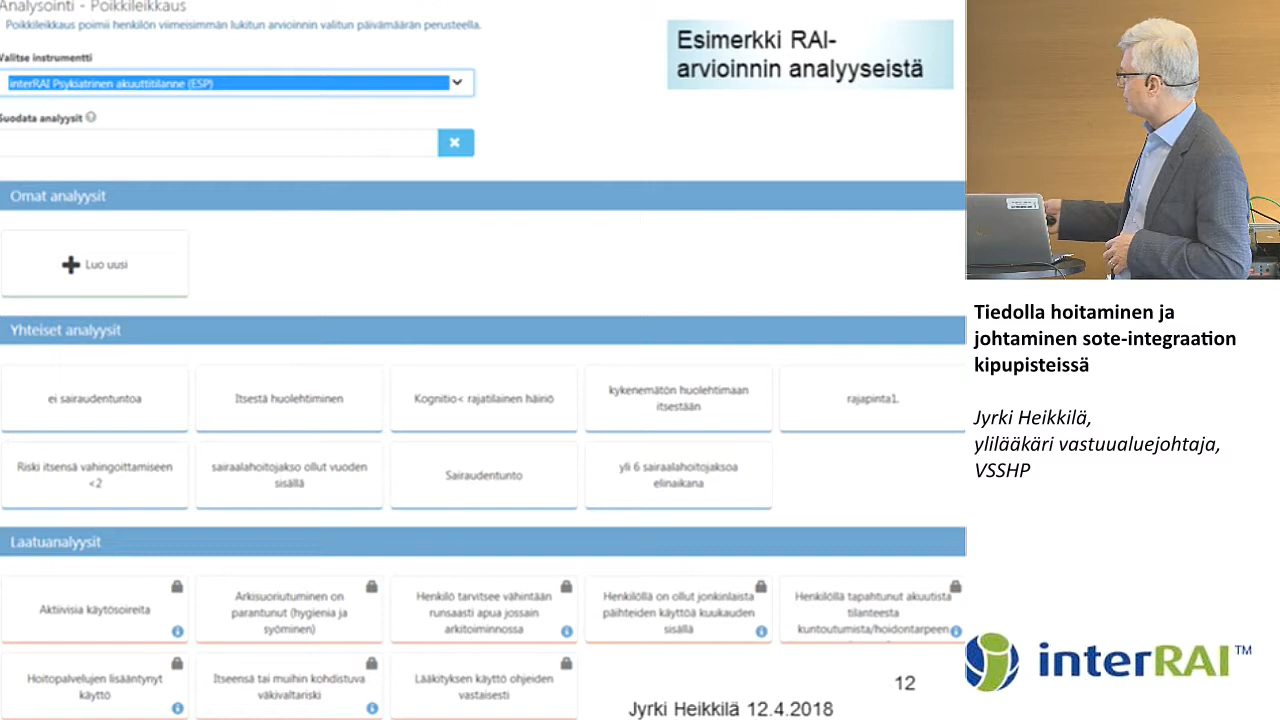 Analysointi - Poikkileikkaus
Poikkileikkaus poimii henkilön viimeisimmän lukitun arvioinnin valitun päivämäärän perusteella.
Valitse instrumentti
interRAI Psykiatrinen akuuttitilanne (ESP)
Suodata analyysit
Esimerkki RAI-
arvioinnin analyyseistä
Omat analyysit
Luo uusi
Yhteiset analyysit
ei sairaudentuntoa
Itsestä huolehtiminen
Kognitio< rajatilainen häiriö
kykenemätön huolehtimaan
itsestään
rajapinta1.
Riski itsensä vahingoittamiseen
<2
sairaalahoitojakso ollut vuoden
sisällä
Sairaudentunto
yli 6 sairaalahoitojaksoa
elinaikana
Laatuanalyysit
Aktiivisia käytösoireita
Arkisuoriutuminen on
parantunut (hygienia ja
syöminen)
Henkilö tarvitsee vähintään
runsaasti apua jossain
arkitoiminnossa
Henkilöllä on ollut jonkinlaista
päihteiden käyttöä kuukauden
sisällä
Henkilöllä tapahtunut akuutista
tilanteesta
kuntoutumista/hoidontarpeen
Hoitopalvelujen lisääntynyt
käyttö
Itseensä tai muihin kohdistuva
väkivaltariski
Lääkityksen käyttö ohjeiden
vastaisesti
12
Jyrki Heikkilä 12.4.2018
Tiedolla hoitaminen ja
johtaminen sote-integraation
kipupisteissä
Jyrki Heikkilä,
ylilääkäri vastuualuejohtaja,
VSSHP
interRAI™